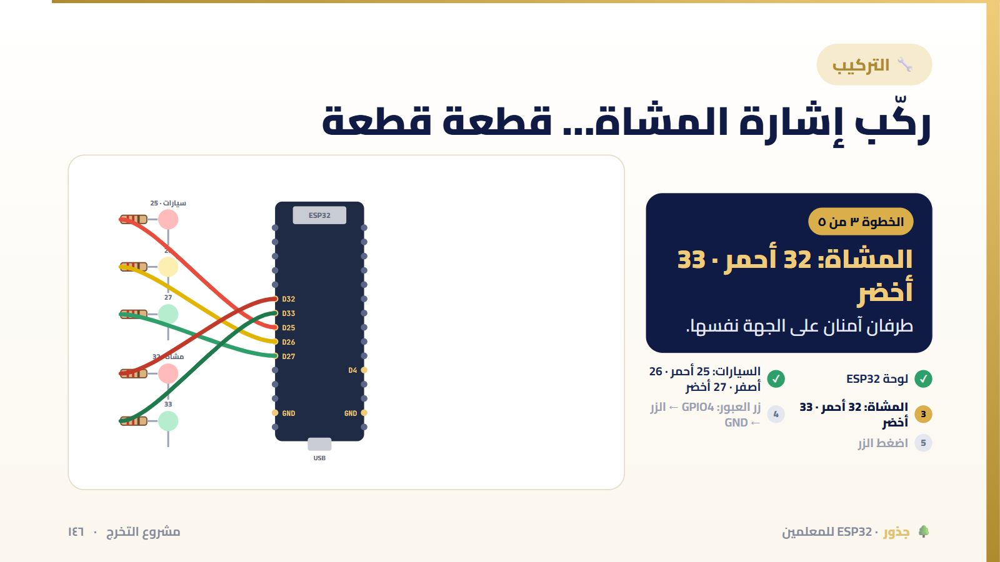 التركيب
ركّب إشارة المشاة... قطعة قطعة
الخطوة ٣ من ٥
المشاة: 32 أحمر · 33
أخضر
طرفان آمنان على الجهة نفسها.
لوحة ESP32
السيارات: 25 أحمر · 26
أصفر · 27 أخضر
3
المشاة: 32 أحمر · 33
أخضر
4
زر العبور: GPIO4 ← الزر
← GND
5
اضغط الزر
سيارات · 25
27
مشاة · 32
33
ESP32
D32
D33
D25
D26
D27
D4
GND
GND
USB
جذور · ESP32 للمعلمين
مشروع التخرج · ١٤٦